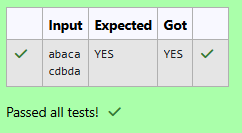 Input Expected Got
abaca YES YES
cdbda
Passed all tests!